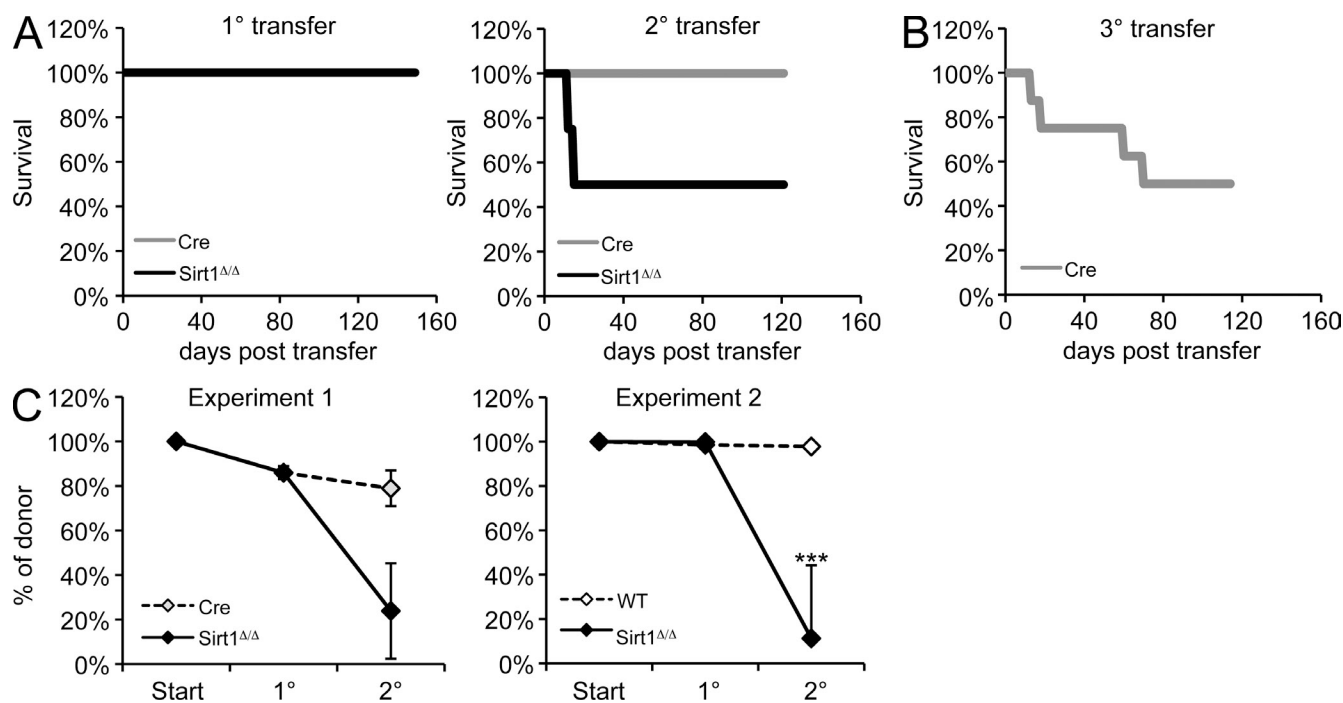 A
1° transfer
120%
100%
80%
60%
40%
20%
0%
Survival
Cre
Sirt1Δ/Δ
0 40 80 120 160
days post transfer
2° transfer
120%
100%
80%
60%
40%
20%
0%
Survival
Cre
Sirt1Δ/Δ
0 40 80 120 160
days post transfer
B
3° transfer
120%
100%
80%
60%
40%
20%
0%
Survival
Cre
0 40 80 120 160
days post transfer
C
Experiment 1
120%
100%
80%
60%
40%
20%
0%
% of donor
Cre
Sirt1Δ/Δ
Start 1° 2°
Experiment 2
120%
100%
80%
60%
40%
20%
0%
***
WT
Sirt1Δ/Δ
Start 1° 2°